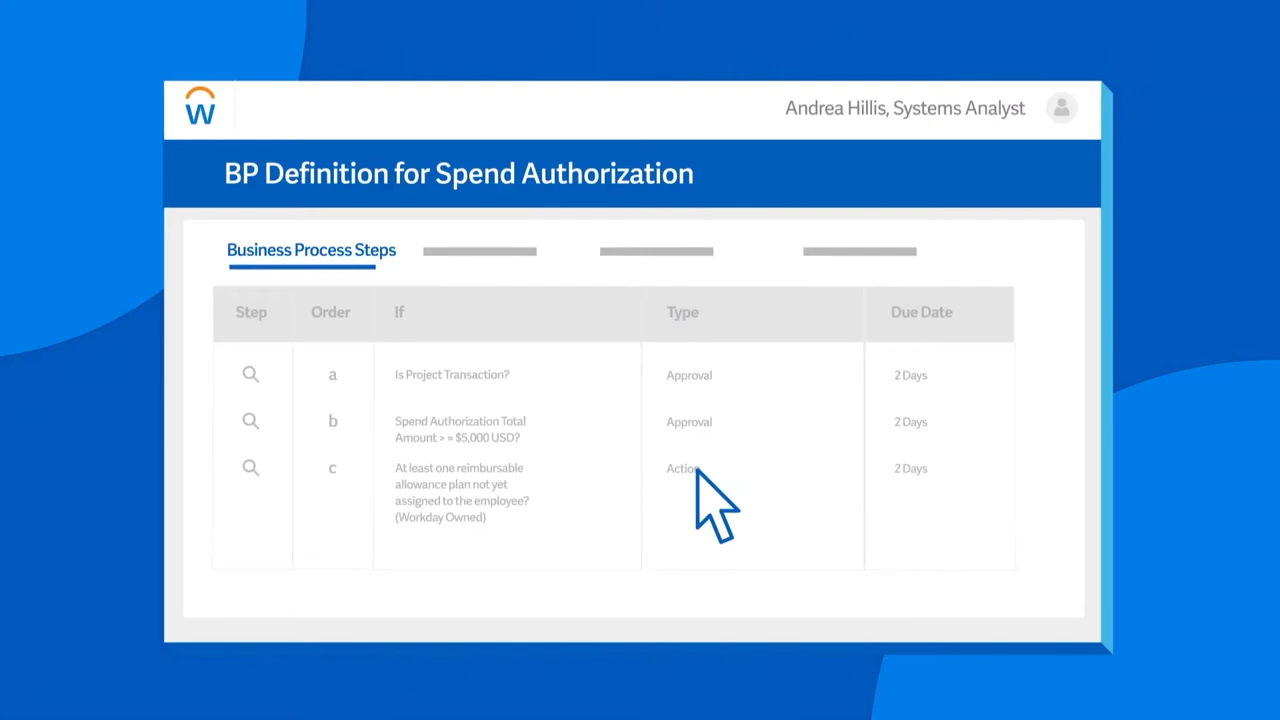 W
Andrea Hillis, Systems Analyst
BP Definition for Spend Authorization
Business Process Steps
Step Order If Type Due Date
a Is Project Transaction? Approval 2 Days
b Spend Authorization Total Approval 2 Days
Amount > = $5,000 USD?
c At least one reimbursable Action 2 Days
allowance plan not yet
assigned to the employee?
(Workday Owned)